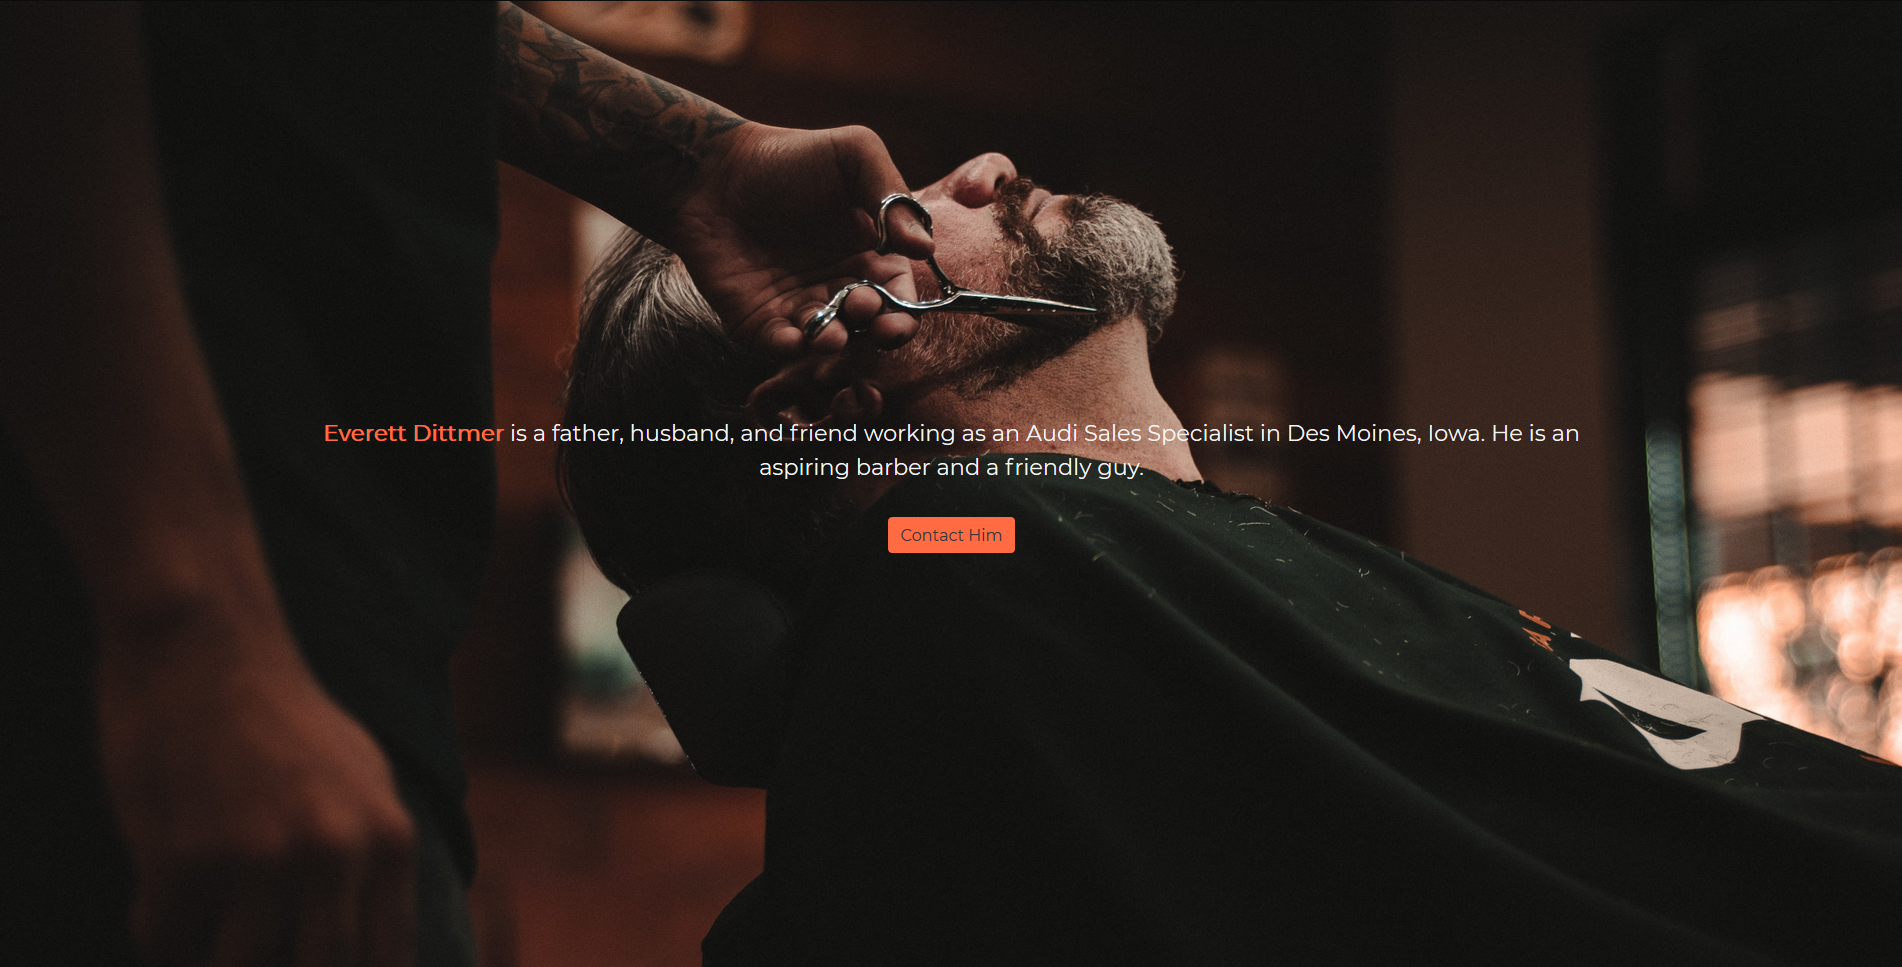 Everett Dittmer is a father, husband, and friend working as an Audi Sales Specialist in Des Moines, Iowa. He is an
aspiring barber and a friendly guy.
Contact Him